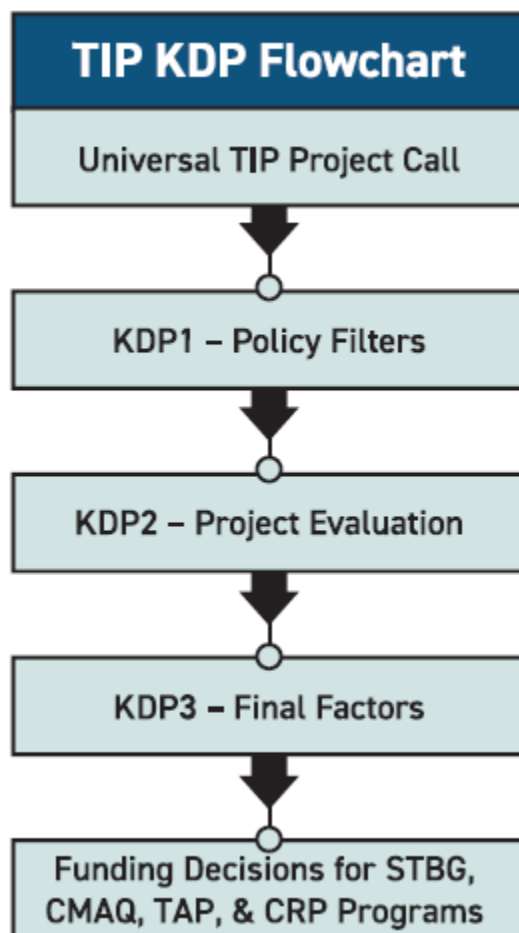 TIP KDP Flowchart
Universal TIP Project Call
KDP1 – Policy Filters
KDP2 – Project Evaluation
KDP3 – Final Factors
Funding Decisions for STBG,
CMAQ, TAP, & CRP Programs